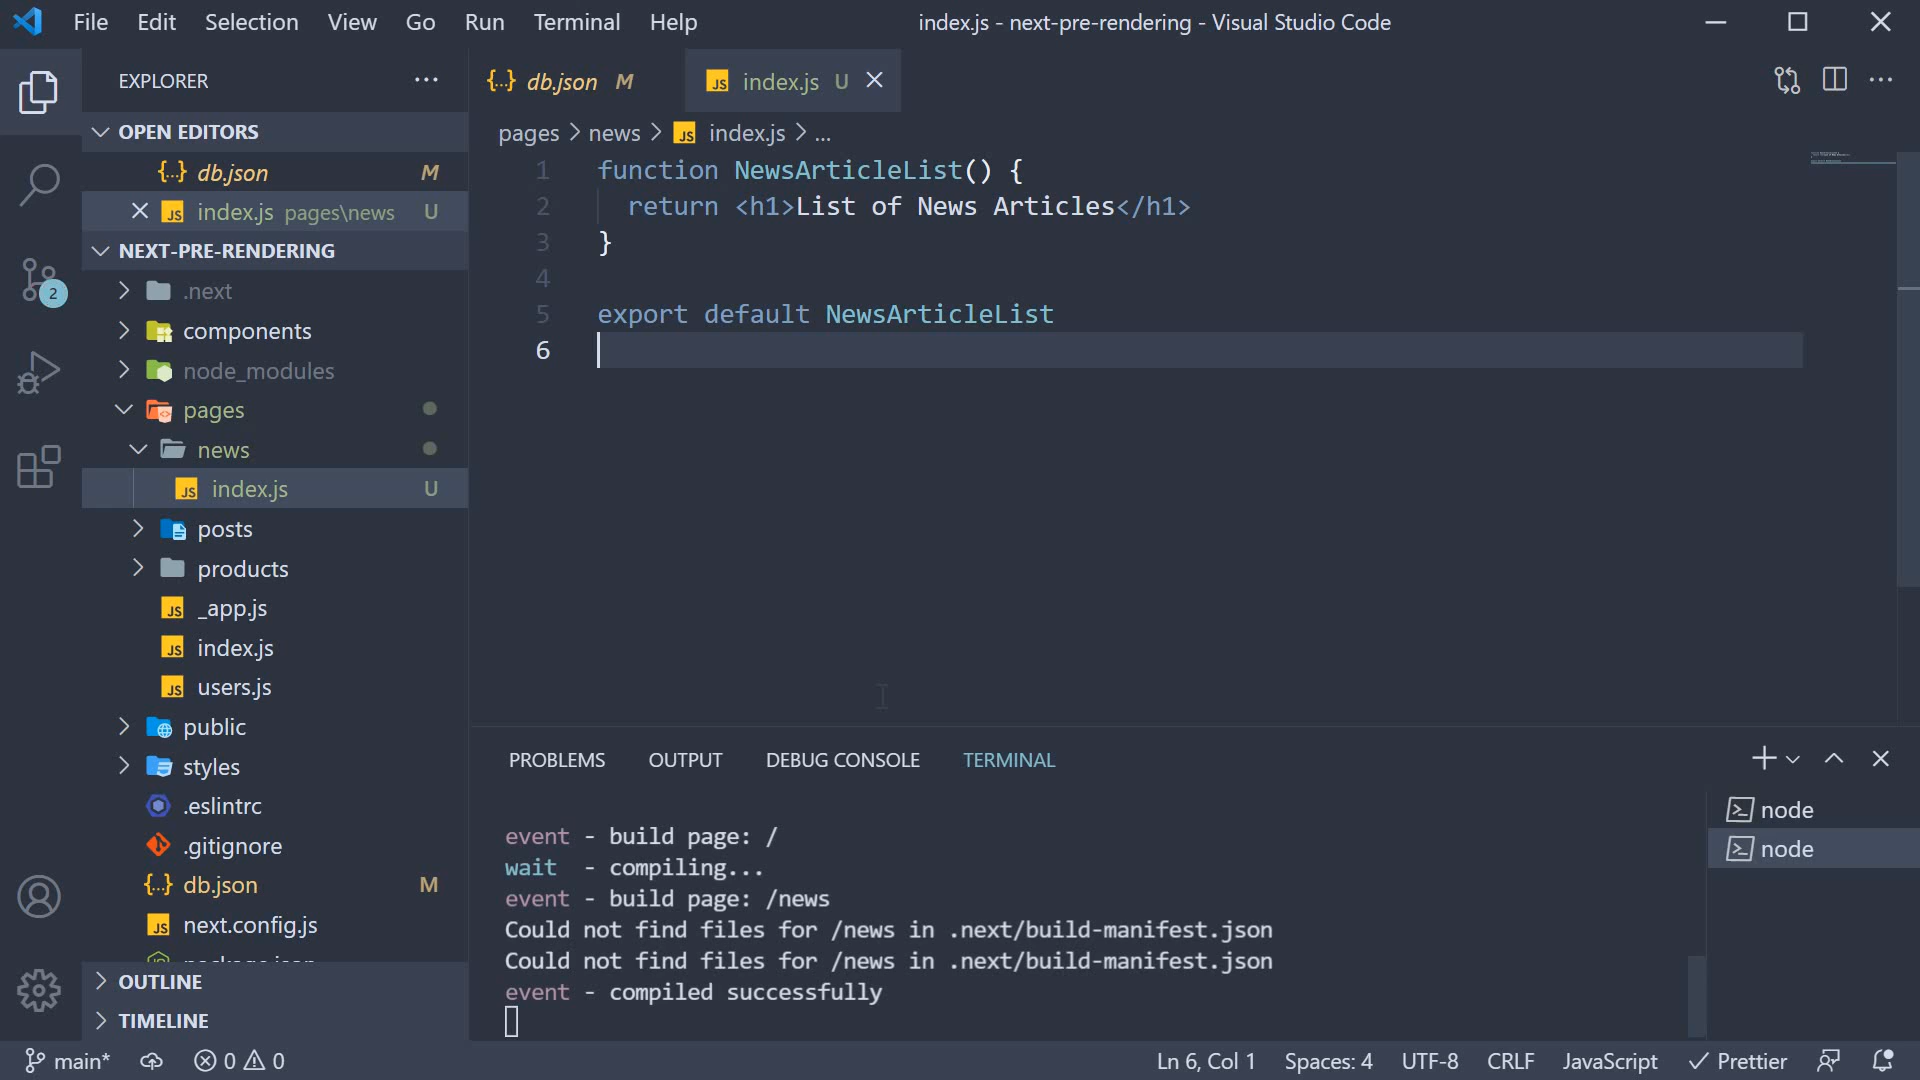 File Edit Selection View Go Run Terminal Help index.js - next-pre-rendering - Visual Studio Code
EXPLORER
OPEN EDITORS
{..} db.json M
JS index.js pages\news U
NEXT-PRE-RENDERING
.next
components
node_modules
pages
news
JS index.js U
posts
products
JS _app.js
JS index.js
JS users.js
public
styles
.eslintrc
.gitignore
{..} db.json M
JS next.config.js
package.json
OUTLINE
TIMELINE
2
{..} db.json M JS index.js U
pages > news > JS index.js > ...
1 function NewsArticleList() {
2 return <h1>List of News Articles</h1>
3 }
4
5 export default NewsArticleList
6
PROBLEMS OUTPUT DEBUG CONSOLE TERMINAL
event - build page: /
wait - compiling...
event - build page: /news
Could not find files for /news in .next/build-manifest.json
Could not find files for /news in .next/build-manifest.json
event - compiled successfully
node
node
main* 0 0 Ln 6, Col 1 Spaces: 4 UTF-8 CRLF JavaScript Prettier